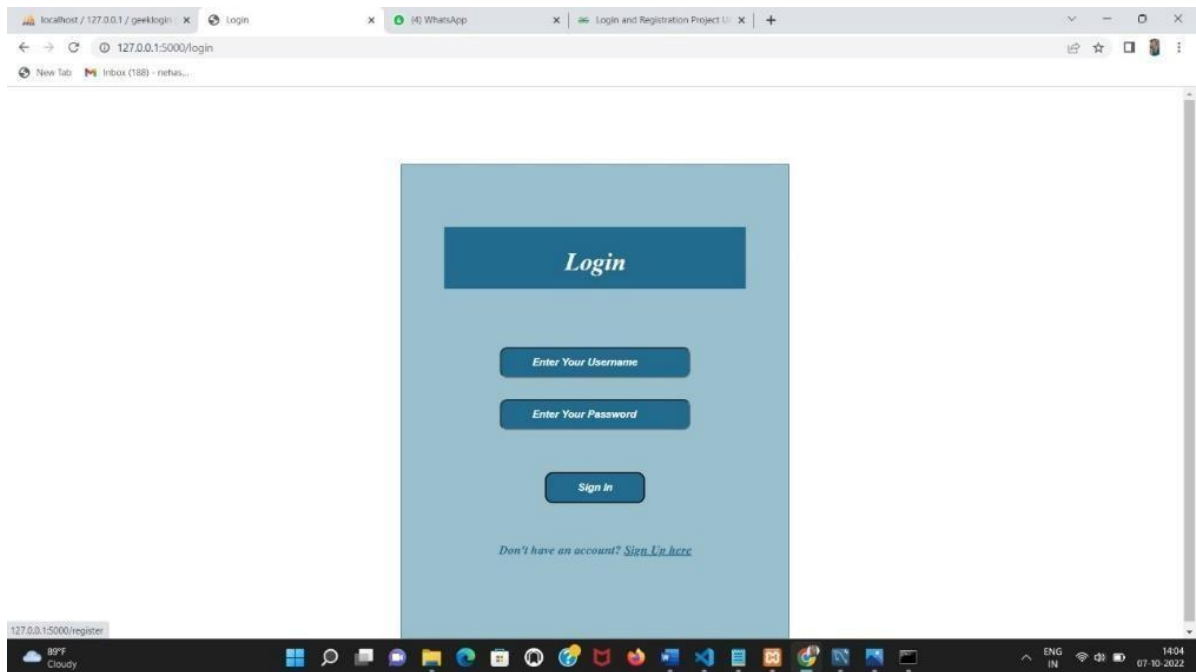 localhost / 127.0.0.1 / geeklogin
Login
(4) WhatsApp
Login and Registration Project U
127.0.0.1:5000/login
New Tab
Inbox (188) - nehas...
Login
Enter Your Username
Enter Your Password
Sign In
Don't have an account? Sign Up here
127.0.0.1:5000/register
89°F
Cloudy
ENG
IN
14:04
07-10-2022